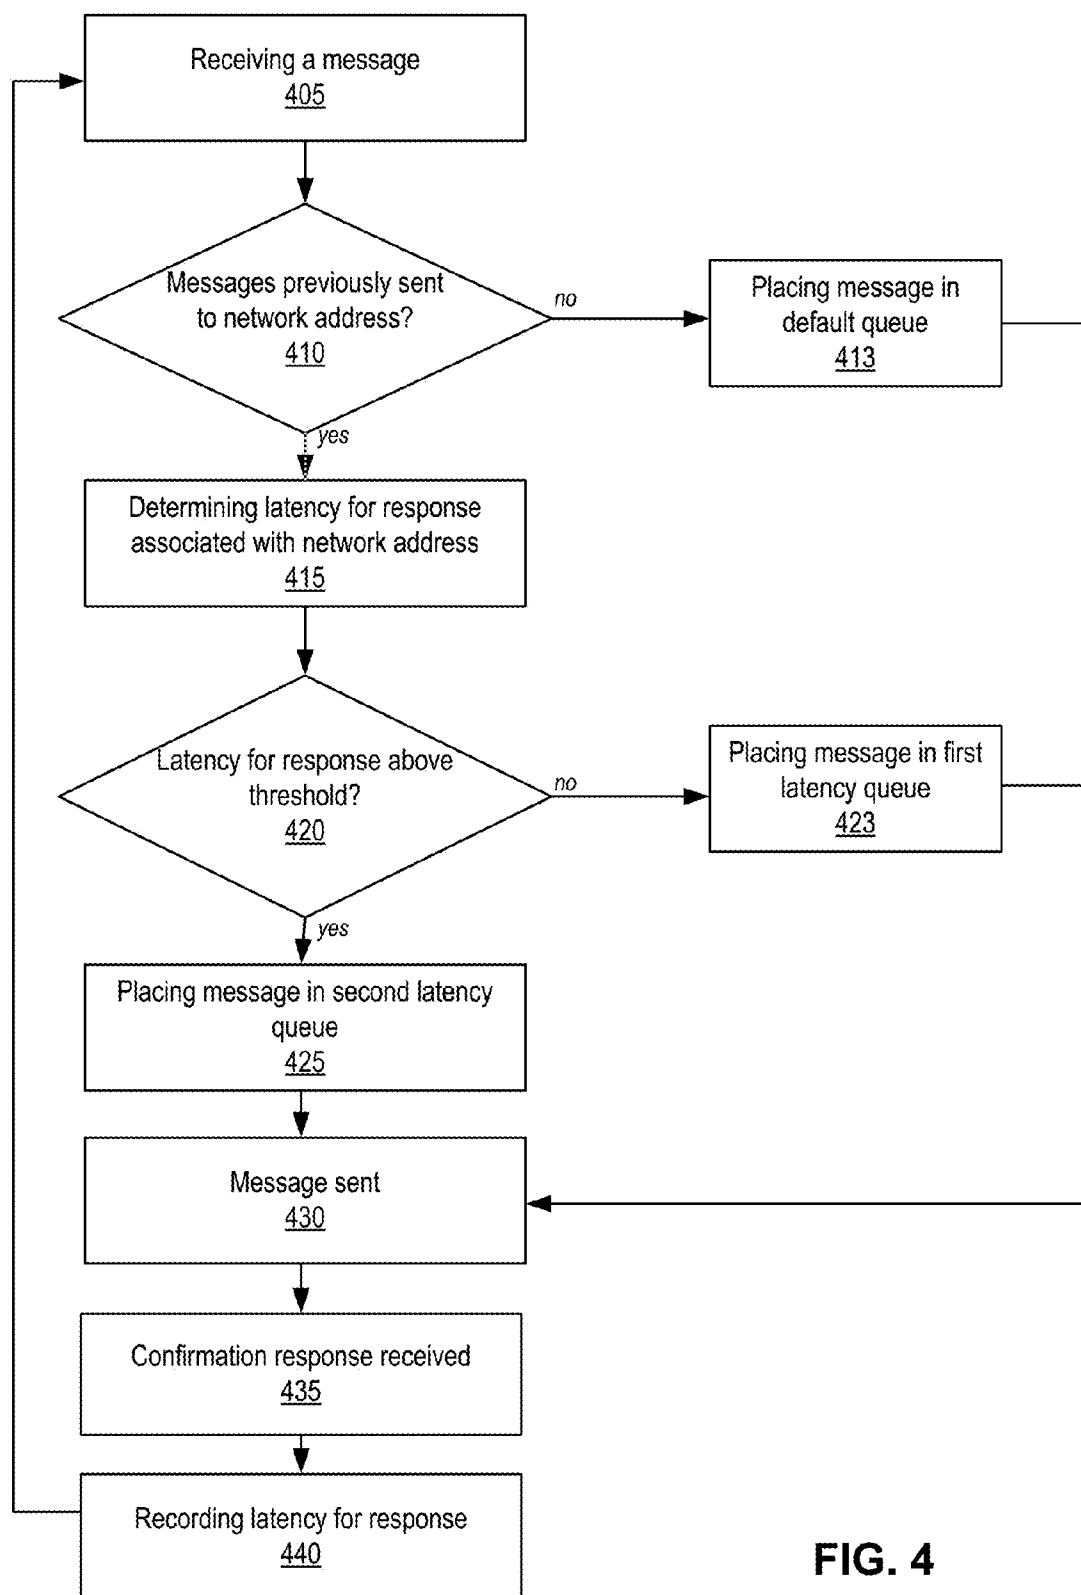 Receiving a message
405
Messages previously sent
to network address?
410
no
Placing message in
default queue
413
yes
Determining latency for response
associated with network address
415
Latency for response above
threshold?
420
no
Placing message in first
latency queue
423
yes
Placing message in second latency
queue
425
Message sent
430
Confirmation response received
435
Recording latency for response
440
FIG. 4